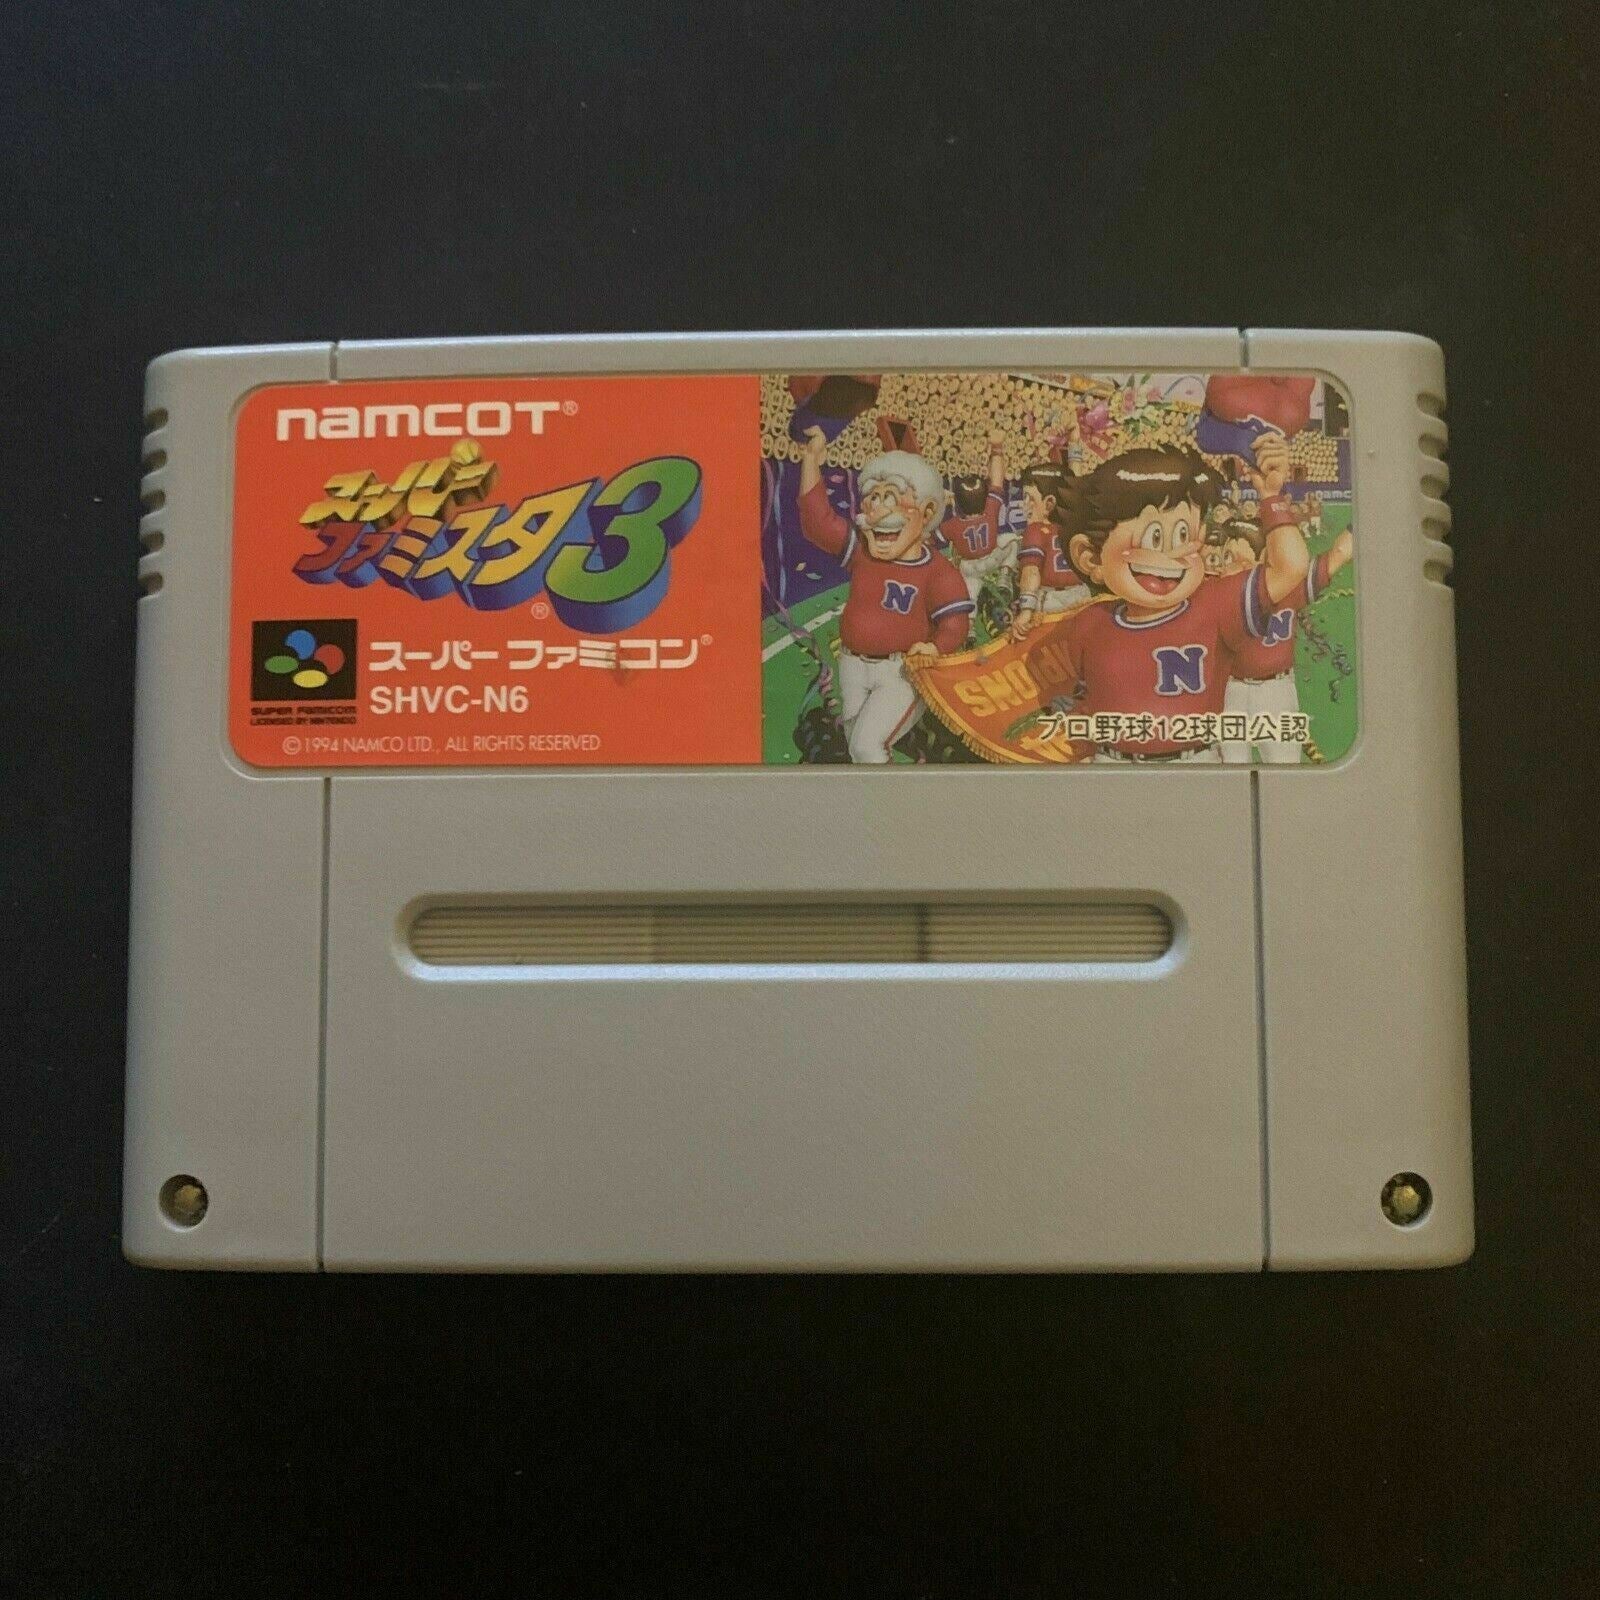 namcot®
スーパー
ファミスタ3®
スーパーファミコン®
SHVC-N6
SUPER FAMICOM
LICENSED BY NINTENDO
©1994 NAMCO LTD., ALL RIGHTS RESERVED
11
N
N
N
プロ野球12球団公認